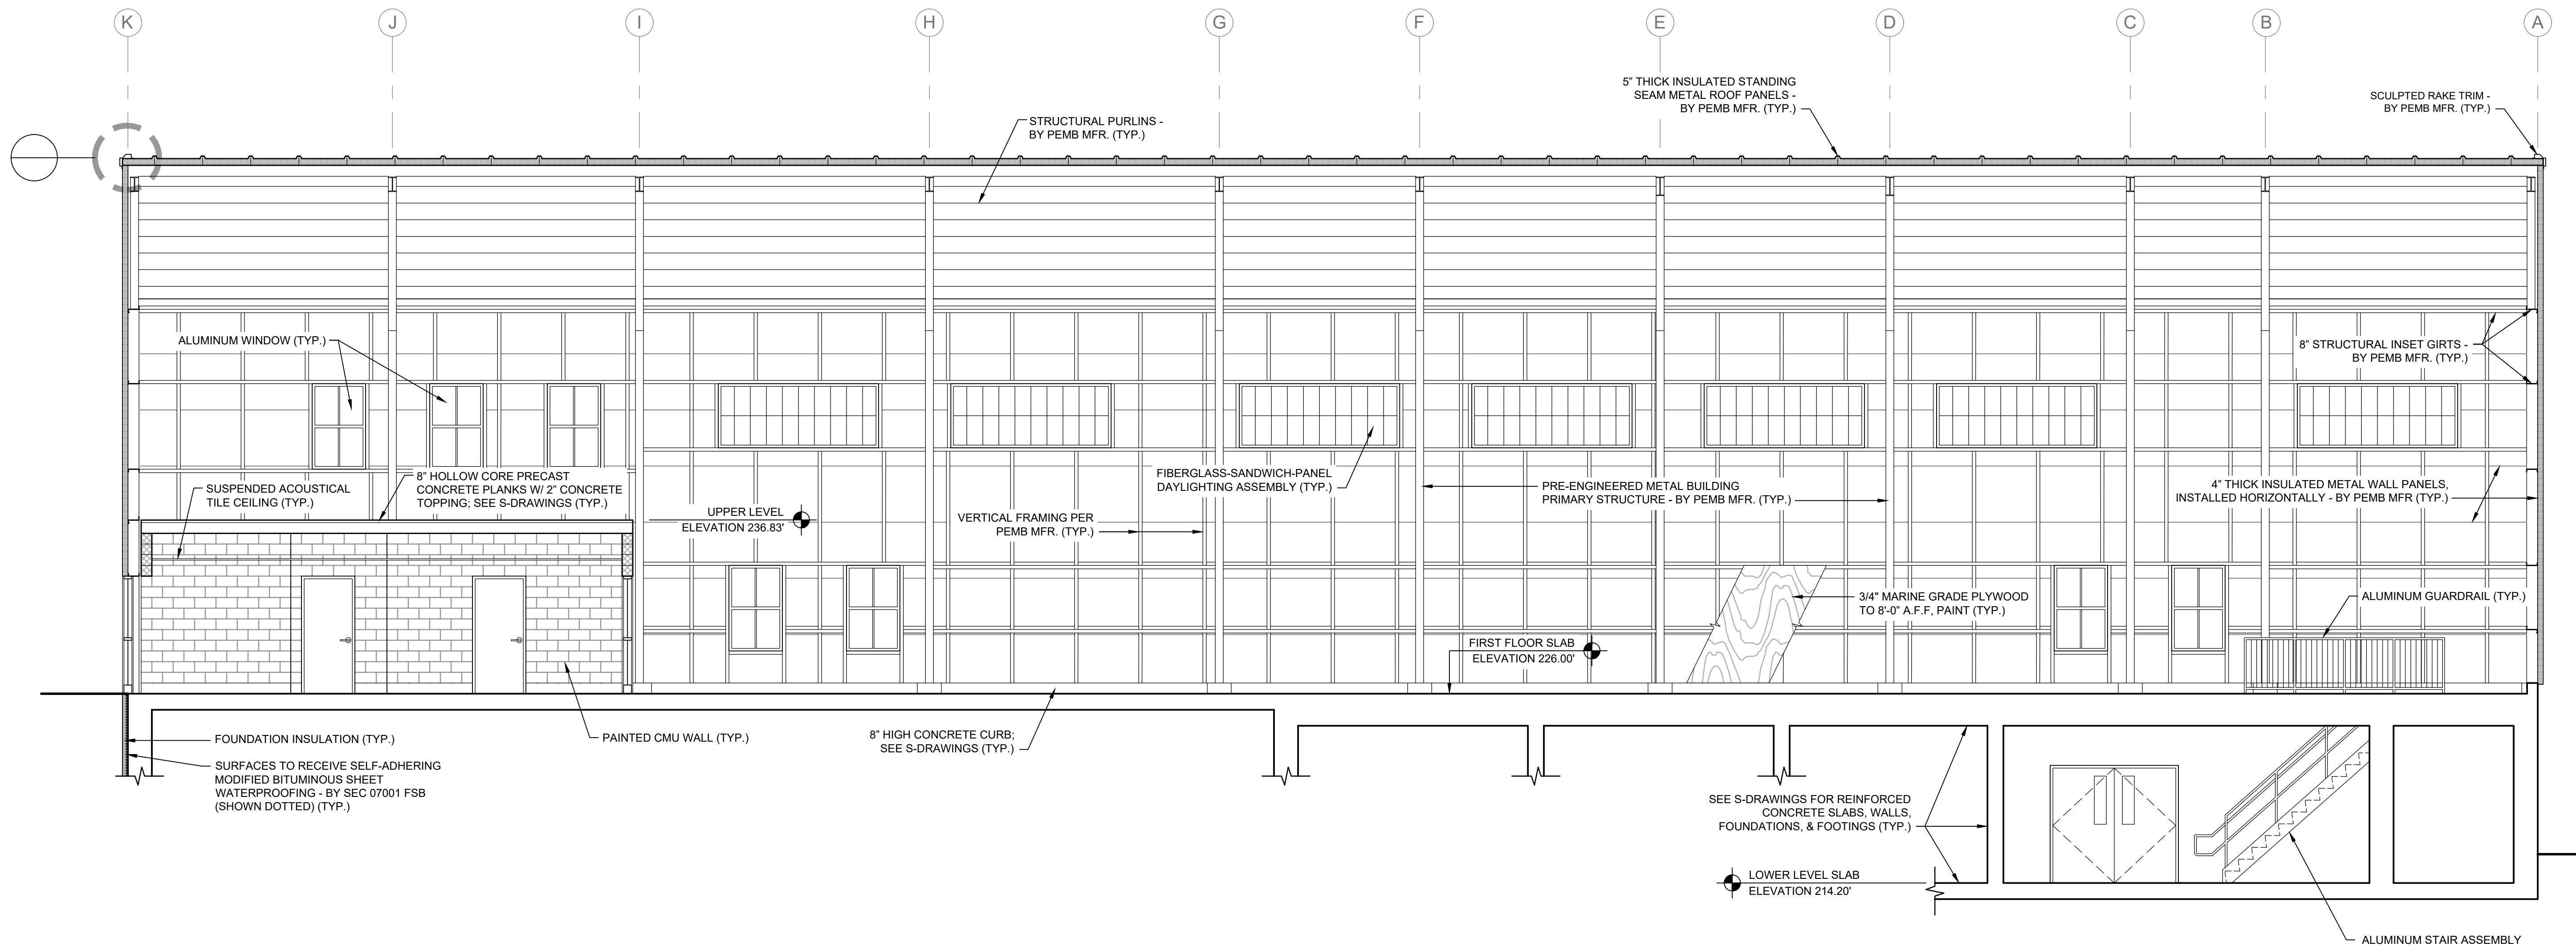 K
J
I
H
G
F
E
D
C
B
A
5" THICK INSULATED STANDING
SEAM METAL ROOF PANELS -
BY PEMB MFR. (TYP.)
SCULPTED RAKE TRIM -
BY PEMB MFR. (TYP.)
STRUCTURAL PURLINS -
BY PEMB MFR. (TYP.)
ALUMINUM WINDOW (TYP.)
8" STRUCTURAL INSET GIRTS -
BY PEMB MFR. (TYP.)
SUSPENDED ACOUSTICAL
TILE CEILING (TYP.)
8" HOLLOW CORE PRECAST
CONCRETE PLANKS W/ 2" CONCRETE
TOPPING; SEE S-DRAWINGS (TYP.)
UPPER LEVEL
ELEVATION 236.83'
FIBERGLASS-SANDWICH-PANEL
DAYLIGHTING ASSEMBLY (TYP.)
VERTICAL FRAMING PER
PEMB MFR. (TYP.)
PRE-ENGINEERED METAL BUILDING
PRIMARY STRUCTURE - BY PEMB MFR. (TYP.)
4" THICK INSULATED METAL WALL PANELS,
INSTALLED HORIZONTALLY - BY PEMB MFR (TYP.)
3/4" MARINE GRADE PLYWOOD
TO 8'-0" A.F.F, PAINT (TYP.)
ALUMINUM GUARDRAIL (TYP.)
FIRST FLOOR SLAB
ELEVATION 226.00'
FOUNDATION INSULATION (TYP.)
SURFACES TO RECEIVE SELF-ADHERING
MODIFIED BITUMINOUS SHEET
WATERPROOFING - BY SEC 07001 FSB
(SHOWN DOTTED) (TYP.)
PAINTED CMU WALL (TYP.)
8" HIGH CONCRETE CURB;
SEE S-DRAWINGS (TYP.)
SEE S-DRAWINGS FOR REINFORCED
CONCRETE SLABS, WALLS,
FOUNDATIONS, & FOOTINGS (TYP.)
LOWER LEVEL SLAB
ELEVATION 214.20'
ALUMINUM STAIR ASSEMBLY